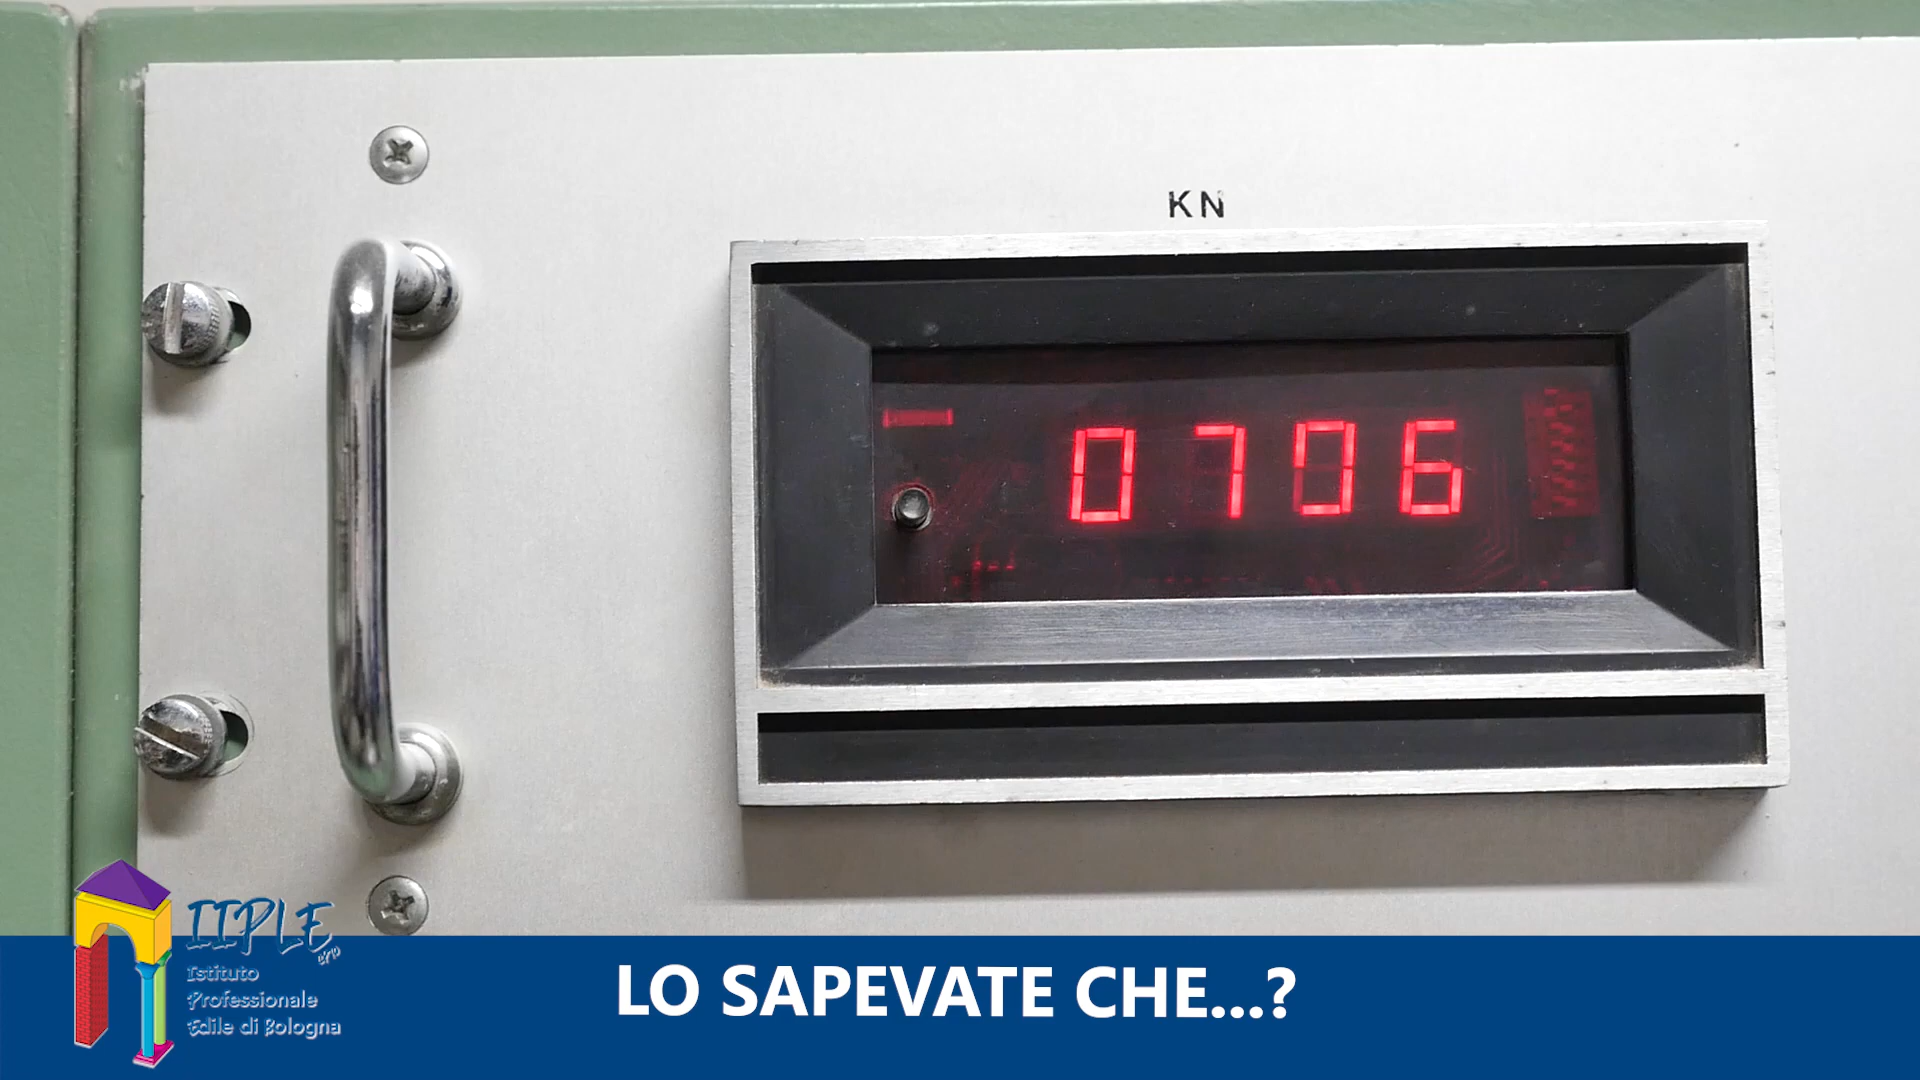 KN
0706
IIPLE
Istituto
Professionale
Edile di Bologna
LO SAPEVATE CHE...?